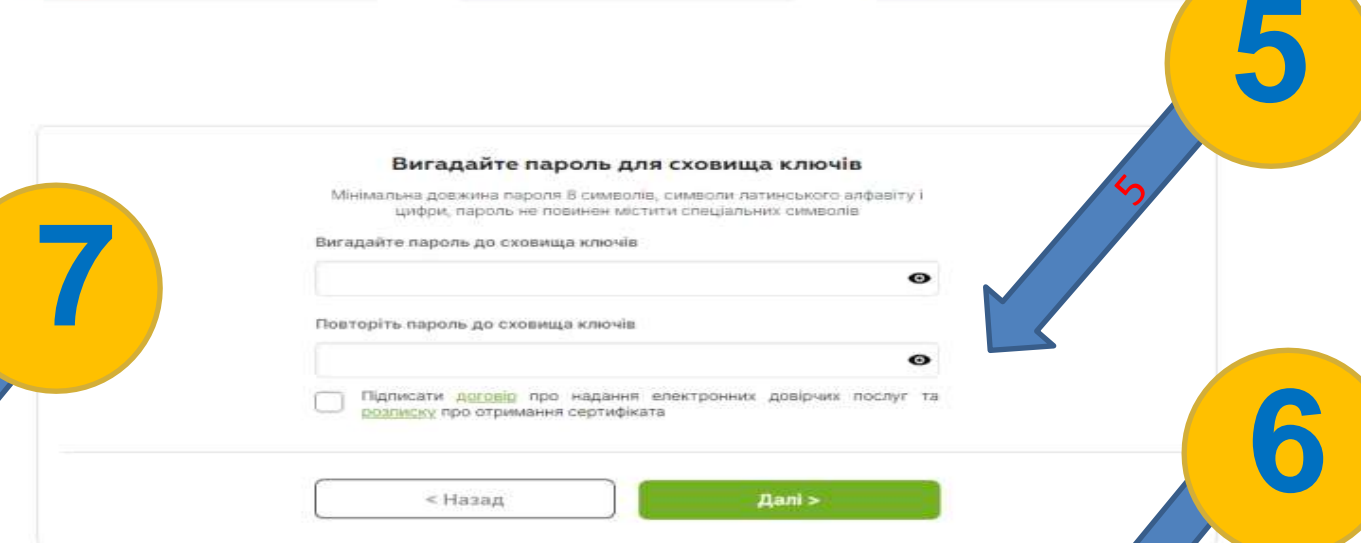 5
5
Вигадайте пароль для сховища ключів
Мінімальна довжина пароля 8 символів, символи латинського алфавіту і
цифри, пароль не повинен містити спеціальних символів
7
Вигадайте пароль до сховища ключів
Повторіть пароль до сховища ключів
Підписати договір про надання електронних довірчих послуг та
розписку про отримання сертифіката
6
< Назад
Далі >